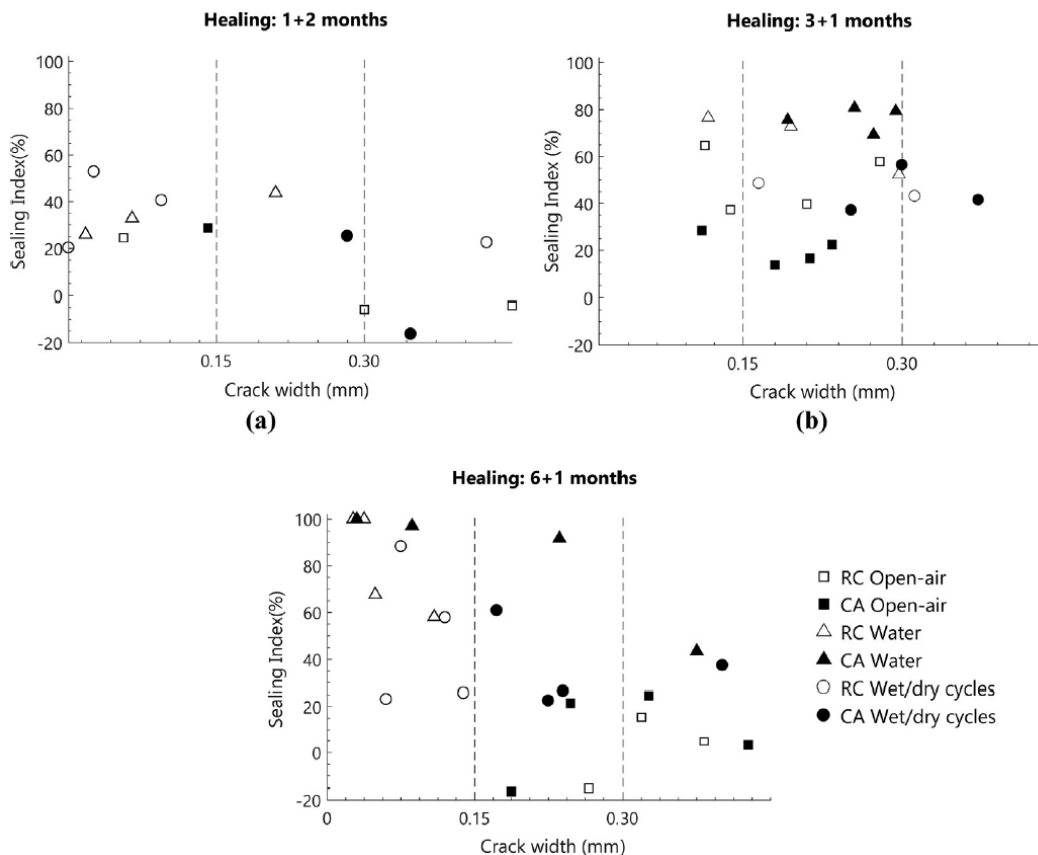 Healing: 1+2 months
100
80
60
40
20
0
-20
Sealing Index(%)
0.15
0.30
Crack width (mm)
(a)
Healing: 3+1 months
100
80
60
40
20
0
-20
Sealing Index (%)
0.15
0.30
Crack width (mm)
(b)
Healing: 6+1 months
100
80
60
40
20
0
-20
Sealing Index(%)
0
0.15
0.30
Crack width (mm)
RC Open-air
CA Open-air
RC Water
CA Water
RC Wet/dry cycles
CA Wet/dry cycles